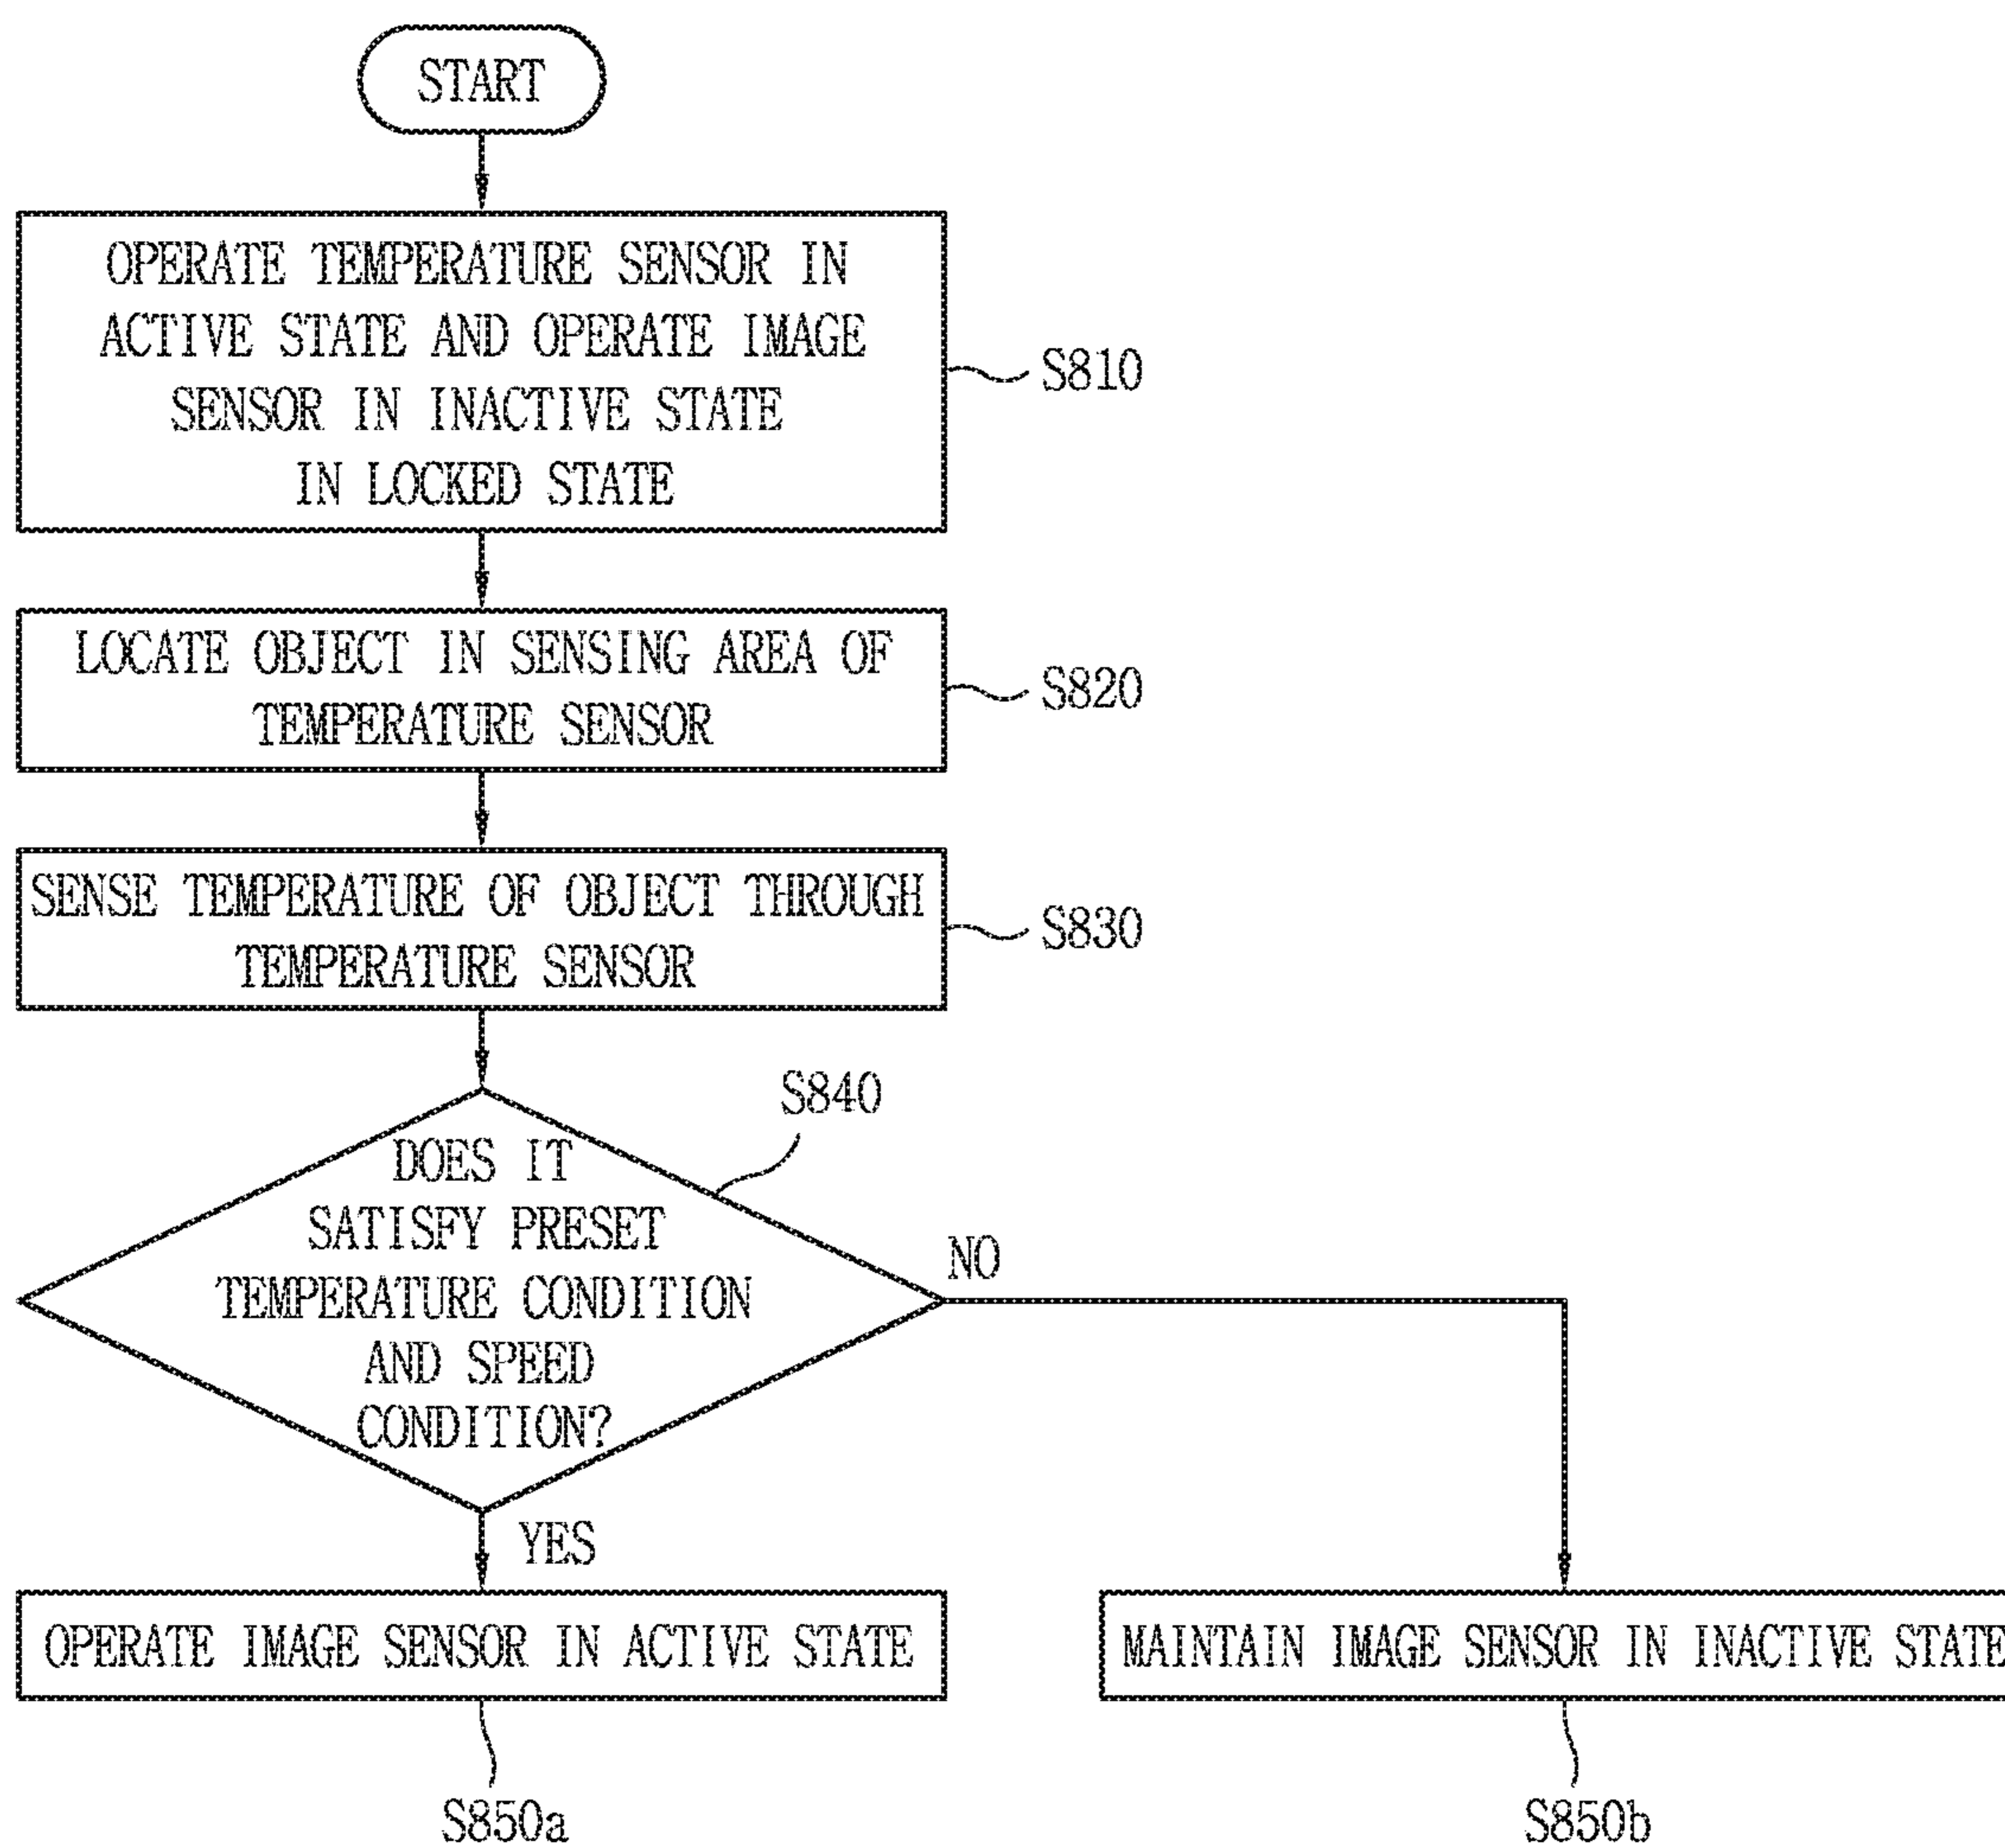 START
OPERATE TEMPERATURE SENSOR IN
ACTIVE STATE AND OPERATE IMAGE
SENSOR IN INACTIVE STATE
IN LOCKED STATE
S810
LOCATE OBJECT IN SENSING AREA OF
TEMPERATURE SENSOR
S820
SENSE TEMPERATURE OF OBJECT THROUGH
TEMPERATURE SENSOR
S830
S840
DOES IT
SATISFY PRESET
TEMPERATURE CONDITION
AND SPEED
CONDITION?
NO
YES
OPERATE IMAGE SENSOR IN ACTIVE STATE
MAINTAIN IMAGE SENSOR IN INACTIVE STATE
S850a
S850b